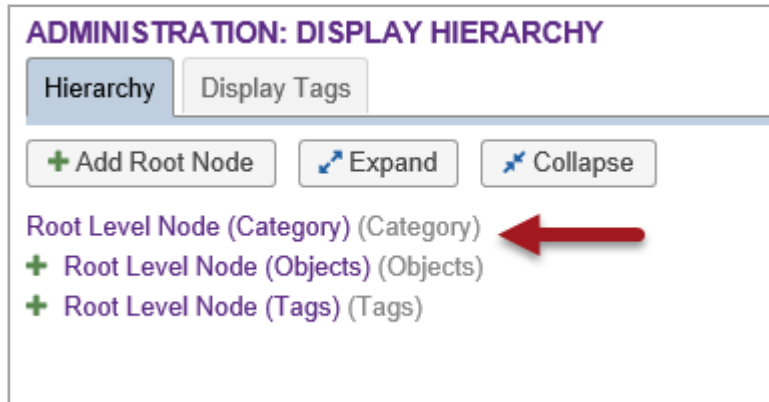 ADMINISTRATION: DISPLAY HIERARCHY
Hierarchy Display Tags
Add Root Node Expand Collapse
Root Level Node (Category) (Category)
Root Level Node (Objects) (Objects)
Root Level Node (Tags) (Tags)